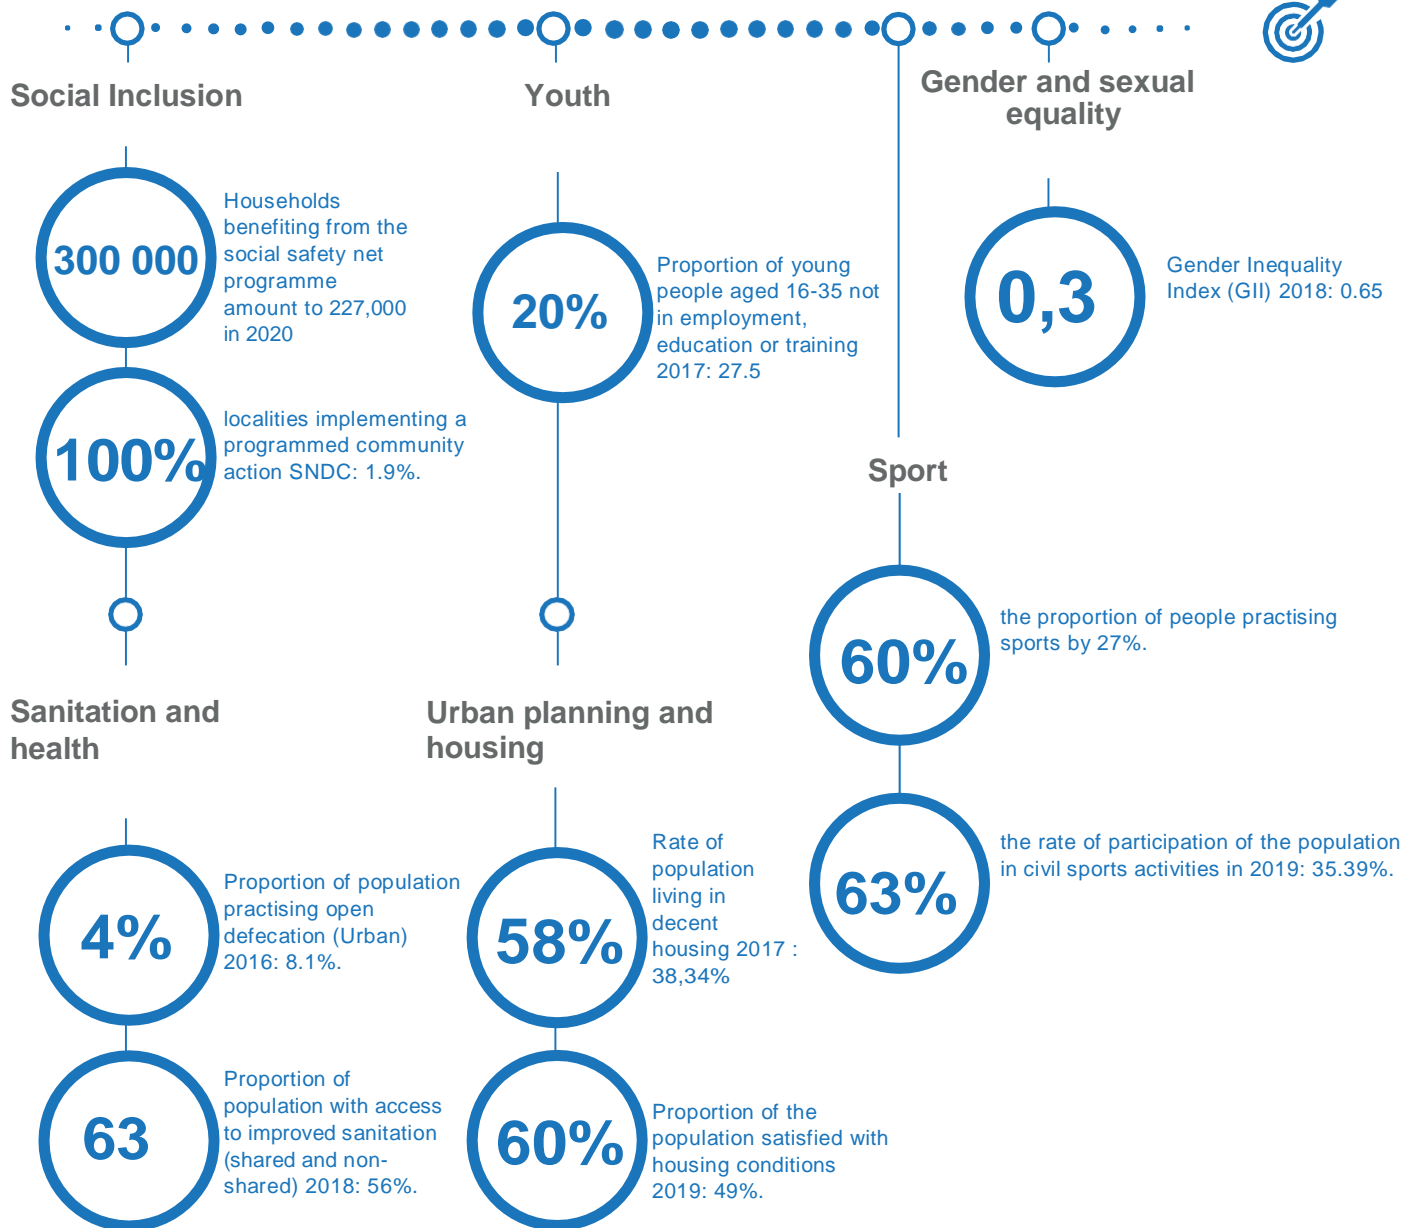 Social Inclusion
300 000
Households
benefiting from the
social safety net
programme
amount to 227,000
in 2020
100%
localities implementing a
programmed community
action SNDC: 1.9%.
Sanitation and
health
4%
Proportion of population
practising open
defecation (Urban)
2016: 8.1%.
63
Proportion of
population with access
to improved sanitation
(shared and non-
shared) 2018: 56%.
Youth
20%
Proportion of young
people aged 16-35 not
in employment,
education or training
2017: 27.5
Urban planning and
housing
58%
Rate of
population
living in
decent
housing 2017 :
38,34%
60%
Proportion of the
population satisfied with
housing conditions
2019: 49%.
Gender and sexual
equality
0,3
Gender Inequality
Index (GII) 2018: 0.65
Sport
60%
the proportion of people practising
sports by 27%.
63%
the rate of participation of the population
in civil sports activities in 2019: 35.39%.